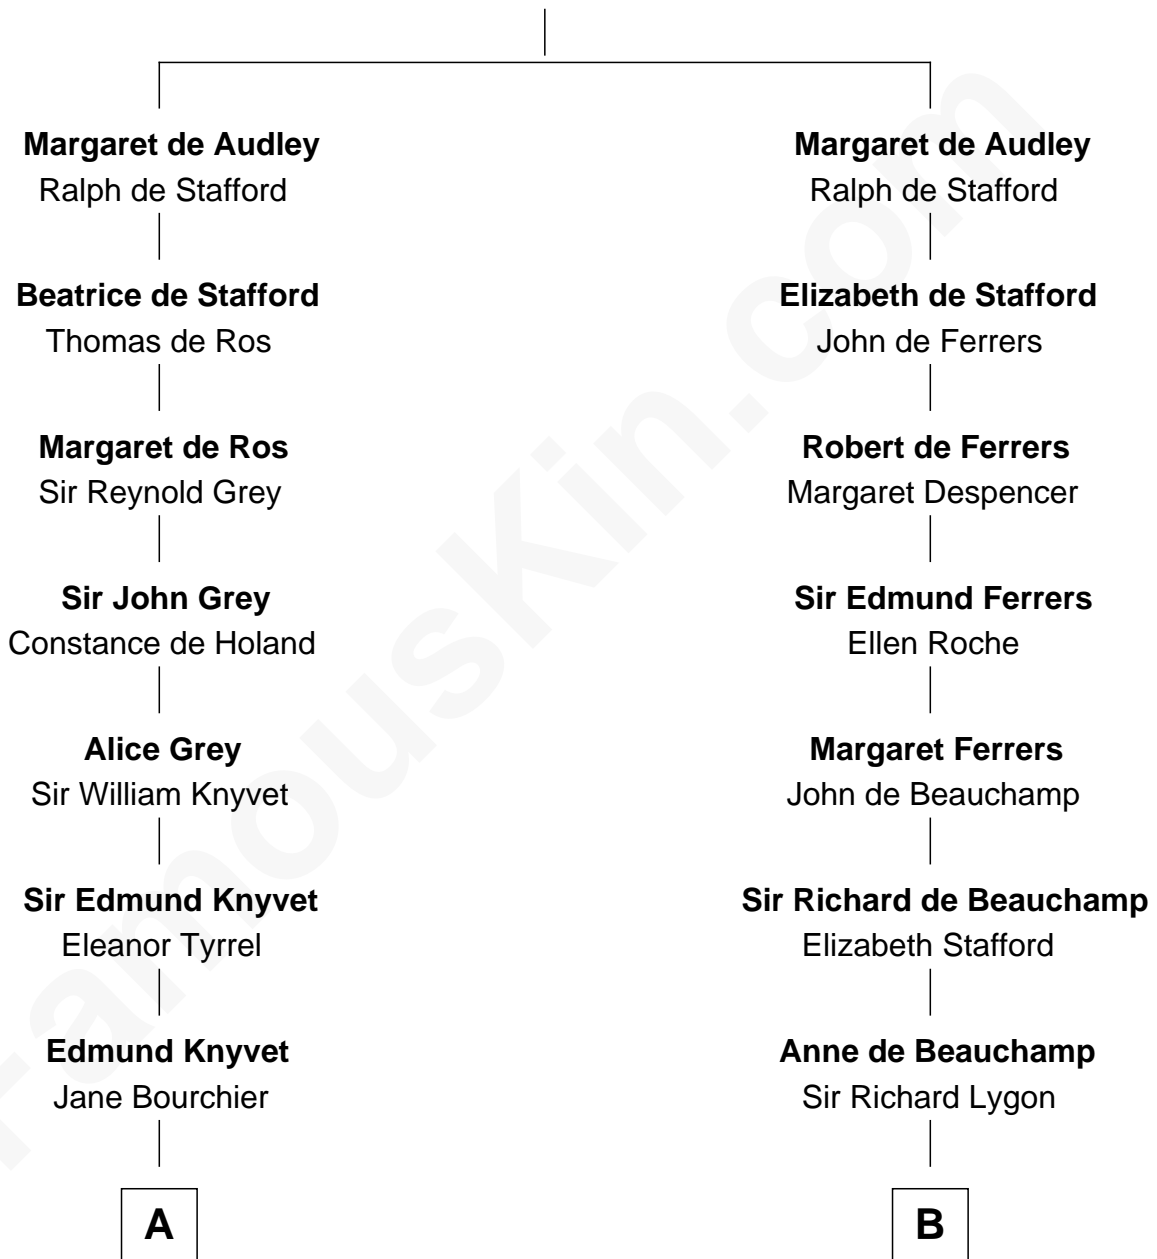 Margaret de Audley
Ralph de Stafford
Beatrice de Stafford
Thomas de Ros
Margaret de Ros
Sir Reynold Grey
Sir John Grey
Constance de Holand
Alice Grey
Sir William Knyvet
Sir Edmund Knyvet
Eleanor Tyrrel
Edmund Knyvet
Jane Bourchier
A
Margaret de Audley
Ralph de Stafford
Elizabeth de Stafford
John de Ferrers
Robert de Ferrers
Margaret Despencer
Sir Edmund Ferrers
Ellen Roche
Margaret Ferrers
John de Beauchamp
Sir Richard de Beauchamp
Elizabeth Stafford
Anne de Beauchamp
Sir Richard Lygon
B
FamousKin.com